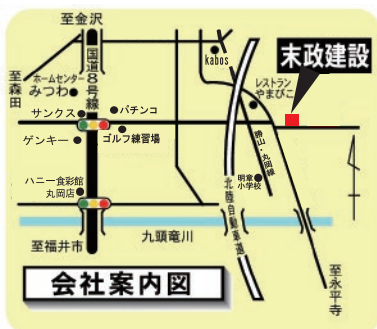 至金沢
国道8号線
至森田
ホームセンター
みつわ
サンクス
パチンコ
ゲンキー
ゴルフ練習場
ハニー食彩館
丸岡店
kabos
レストラン
やまびこ
末政建設
勝山・丸岡線
明章
小学校
北陸自動車道
九頭竜川
至福井市
至永平寺
会社案内図